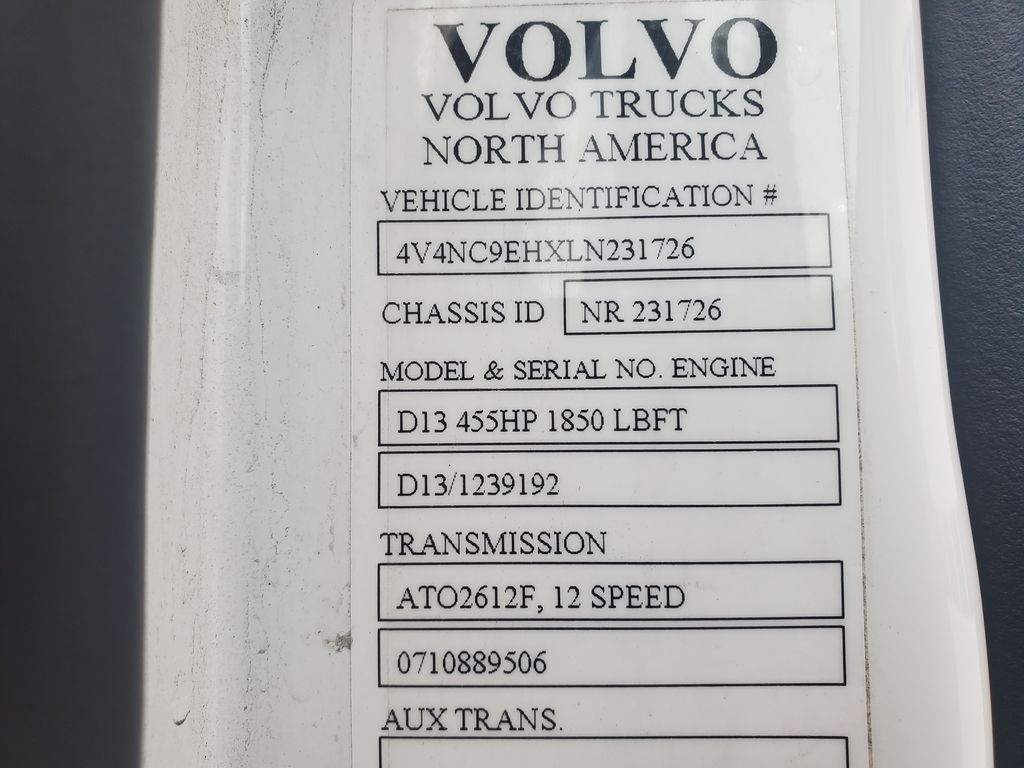 VOLVO
VOLVO TRUCKS
NORTH AMERICA
VEHICLE IDENTIFICATION #
4V4NC9EHXLN231726
CHASSIS ID NR 231726
MODEL & SERIAL NO. ENGINE
D13 455HP 1850 LBFT
D13/1239192
TRANSMISSION
ATO2612F, 12 SPEED
0710889506
AUX TRANS.